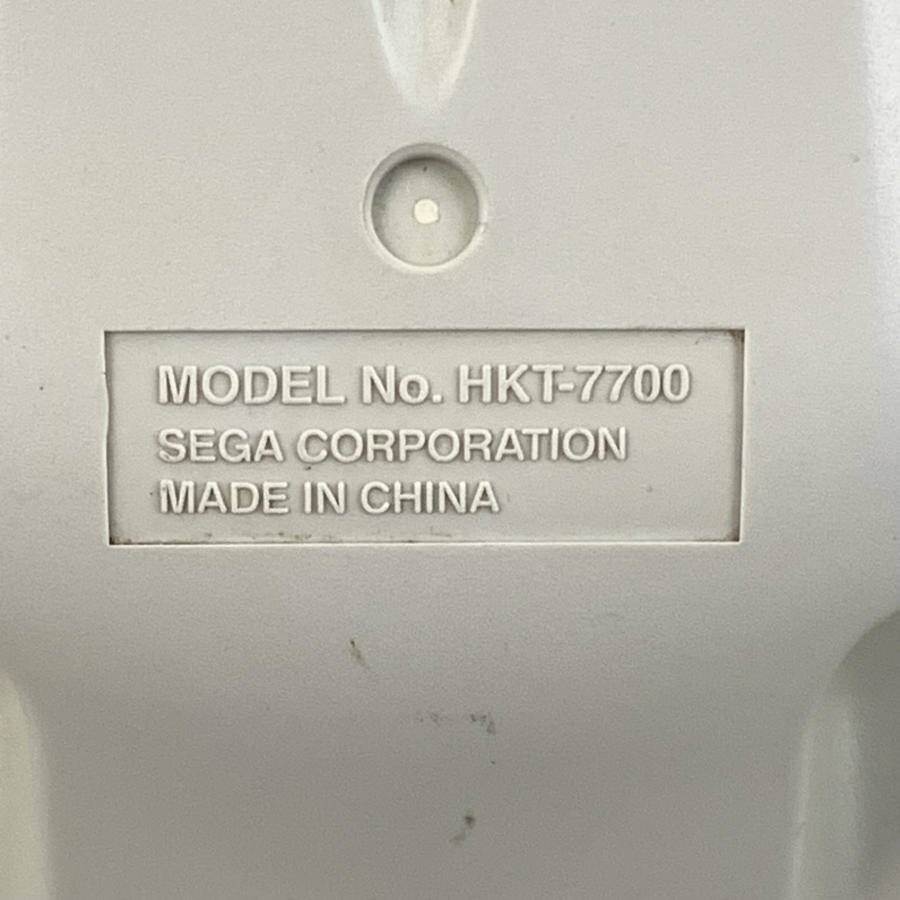 MODEL No. HKT-7700
SEGA CORPORATION
MADE IN CHINA